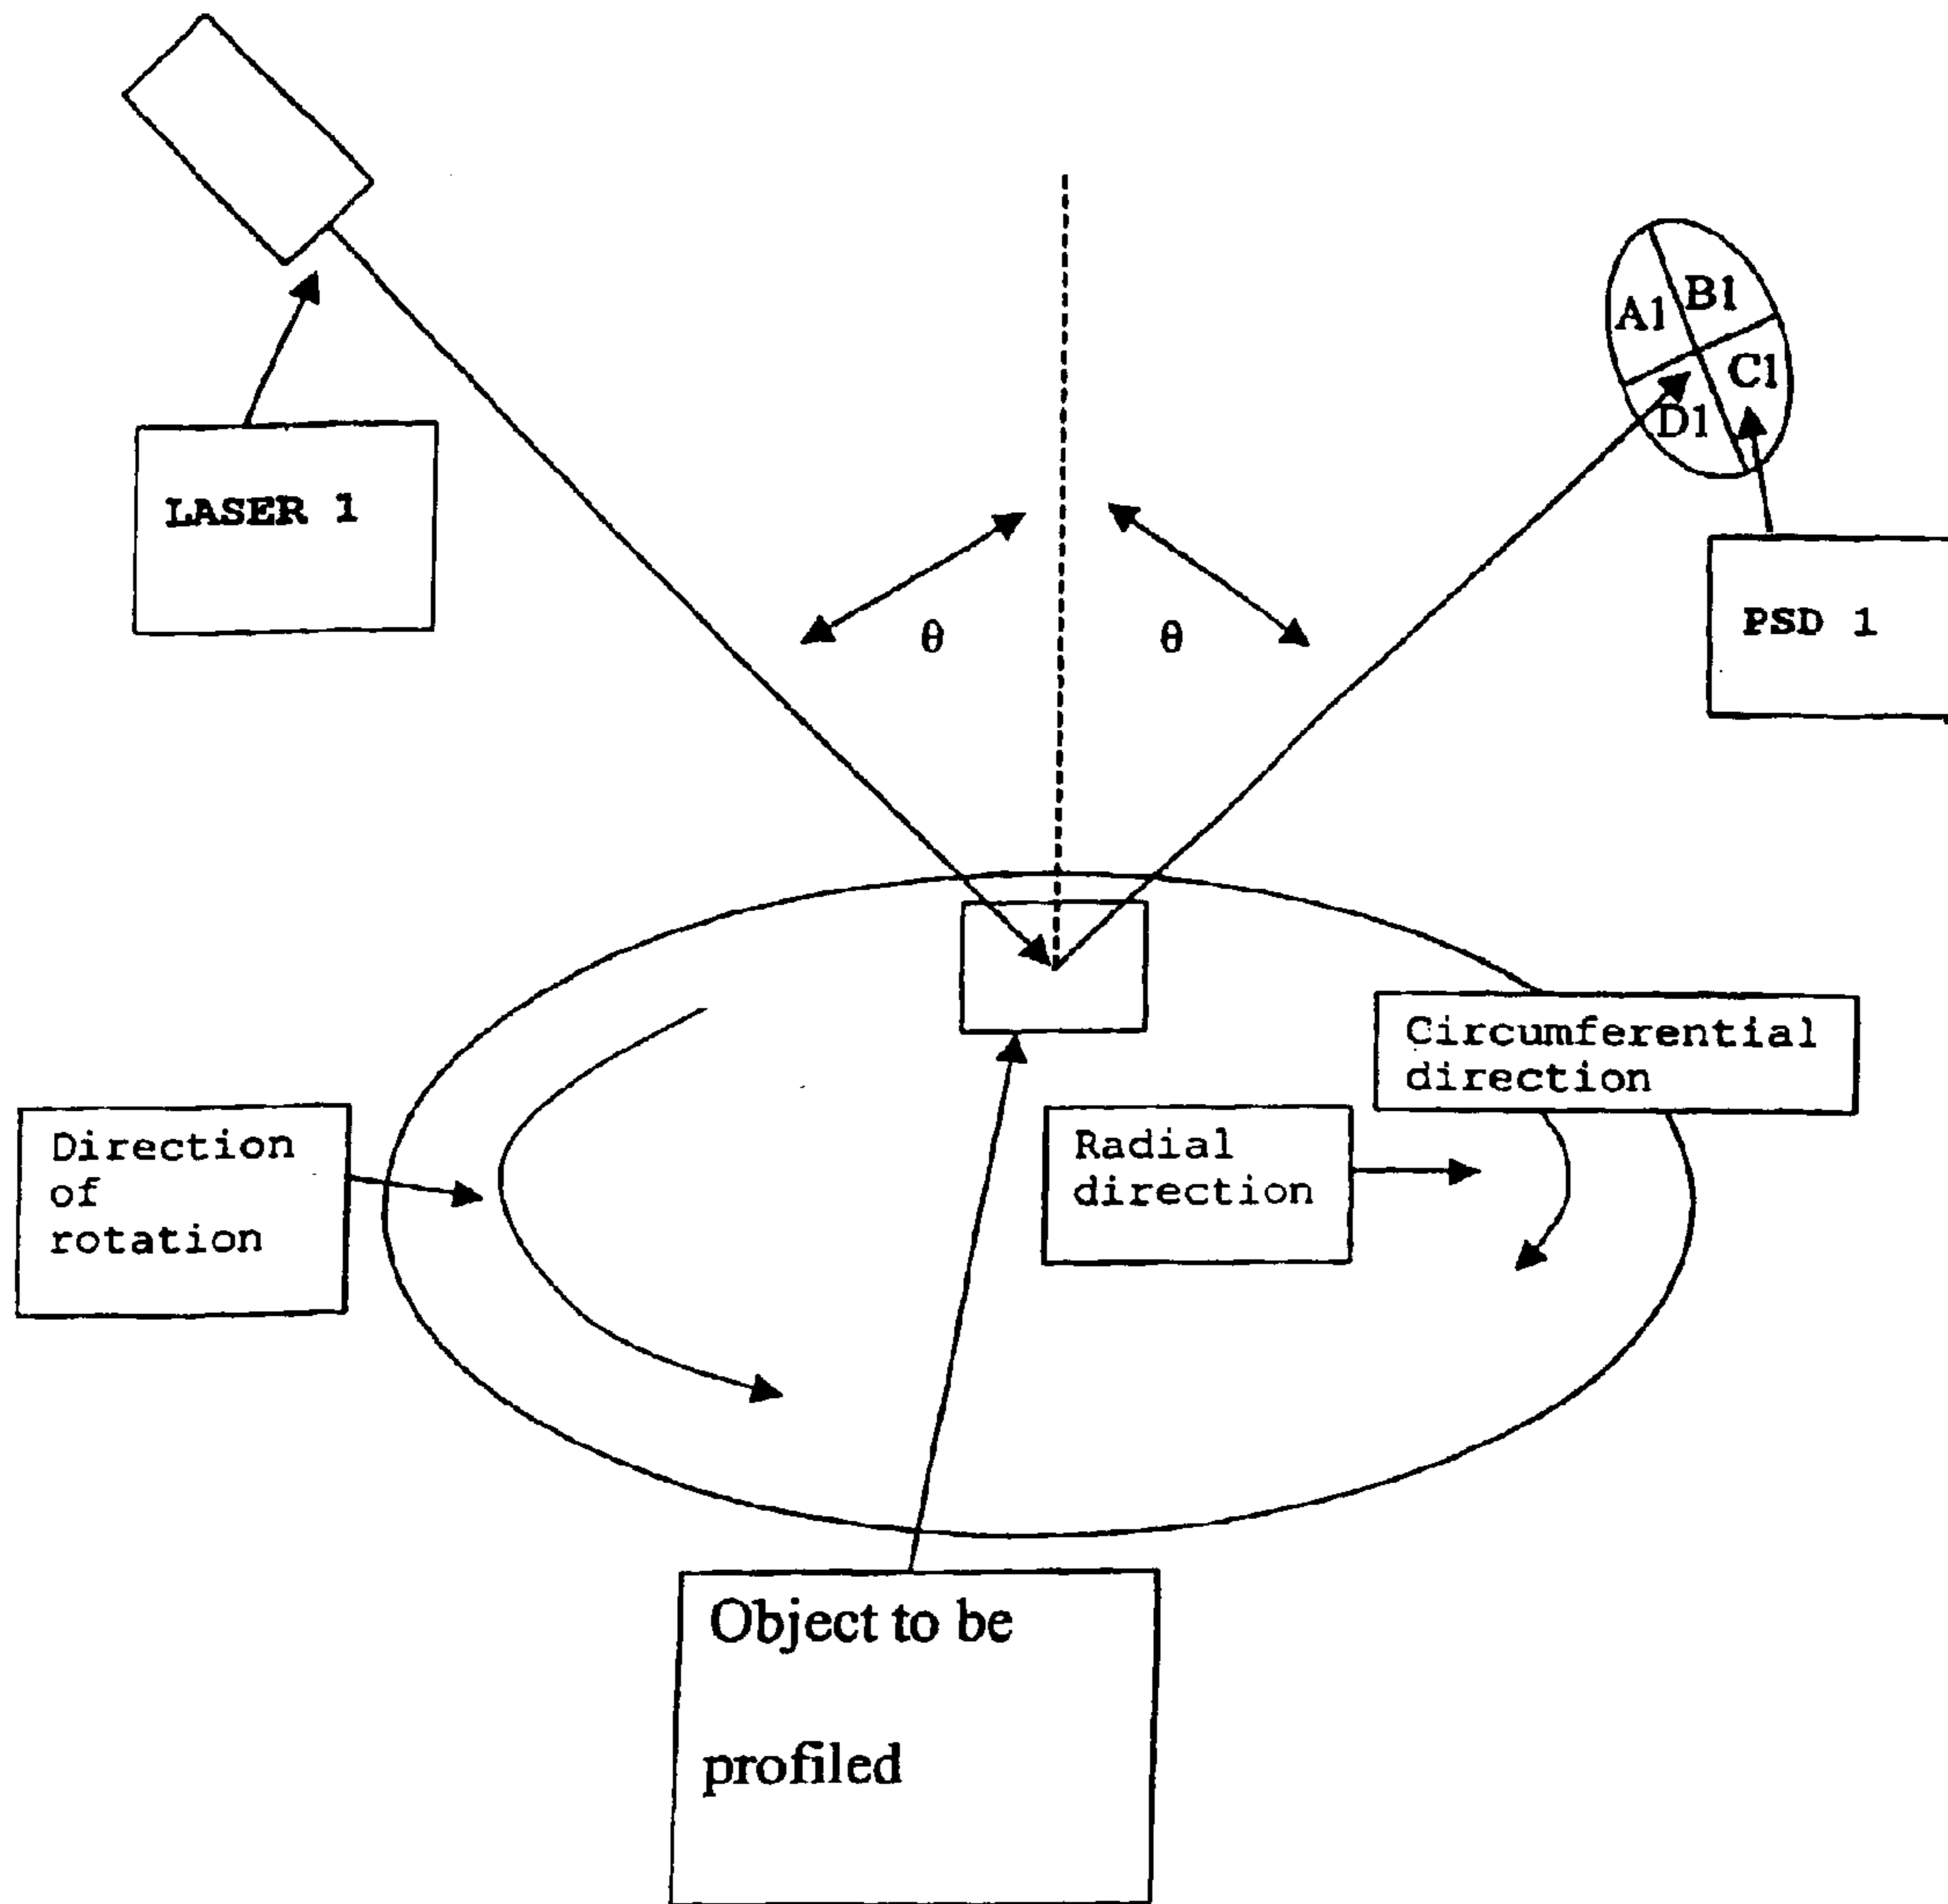 A1
B1
C1
D1
LASER 1
θ
θ
PSD 1
Circumferential
direction
Direction
of
rotation
Radial
direction
Object to be
profiled